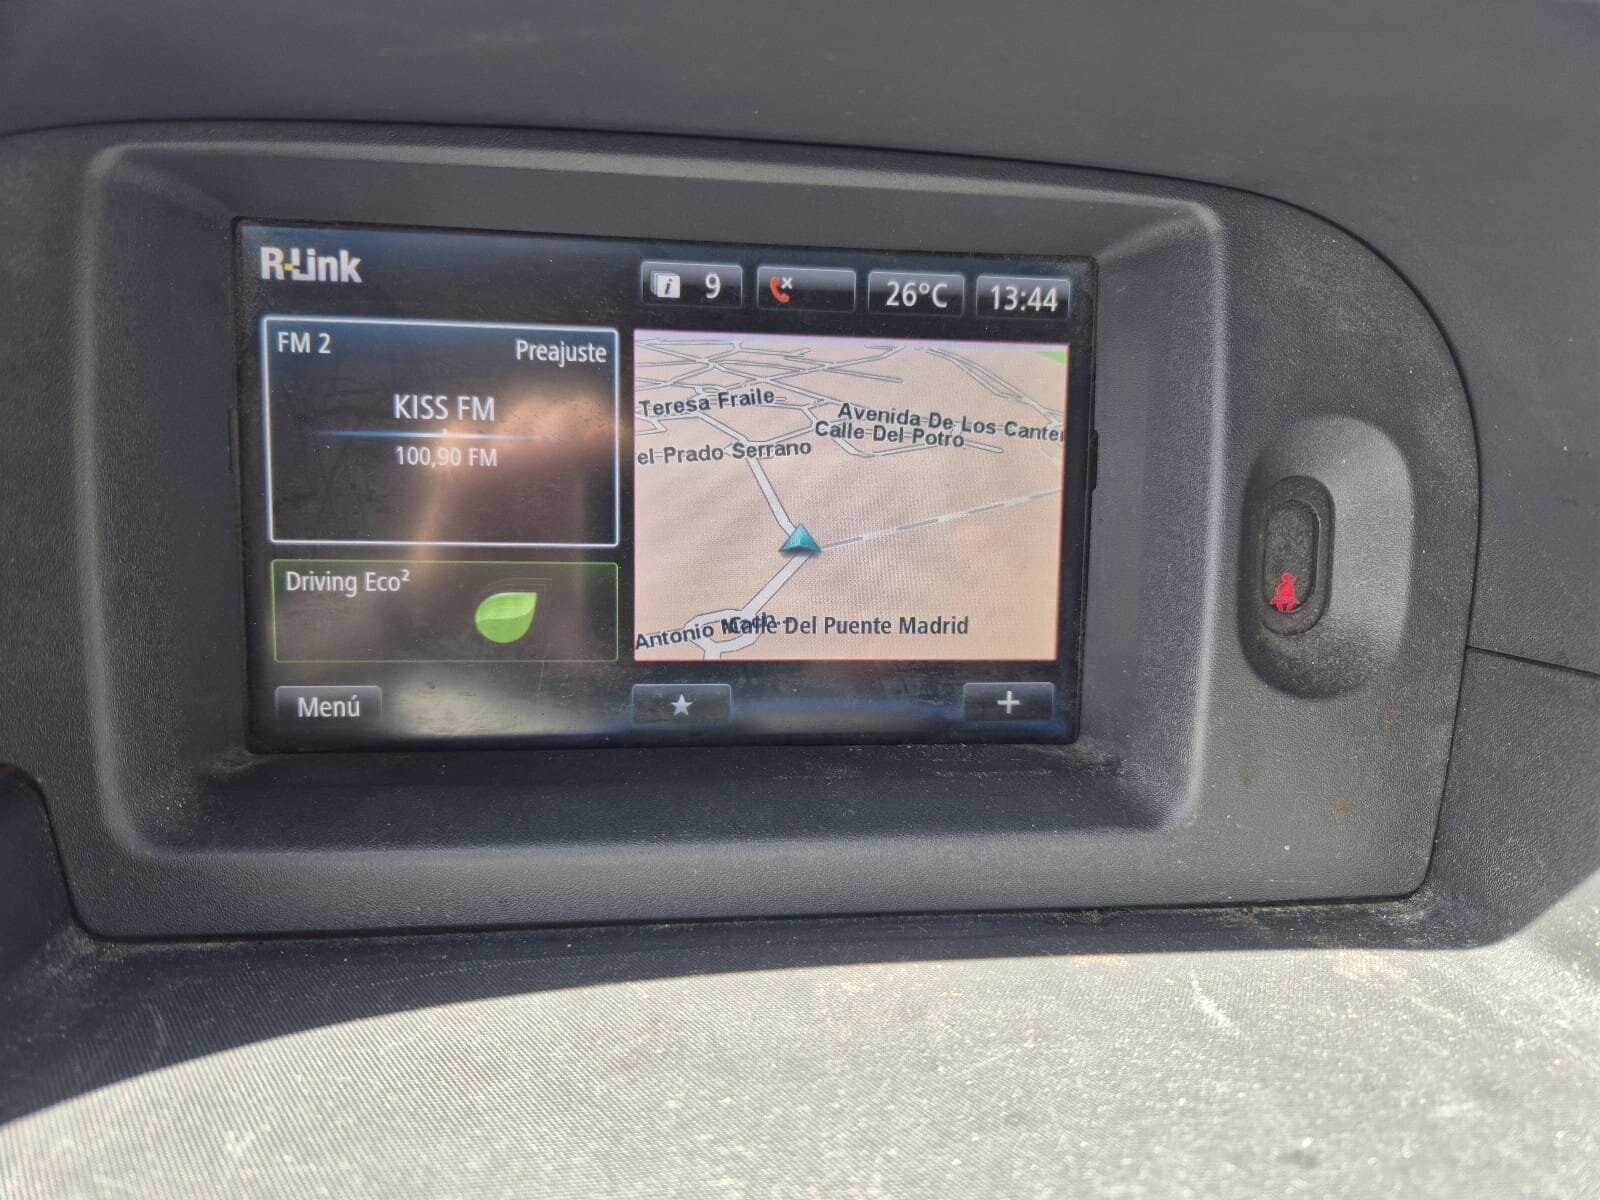 R-Link
9
26°C
13:44
FM 2
Preajuste
KISS FM
100,90 FM
Teresa Fraile
Avenida De Los Canter
Calle Del Potro
el Prado Serrano
Driving Eco²
Antonio
Calle Del Puente Madrid
Menú